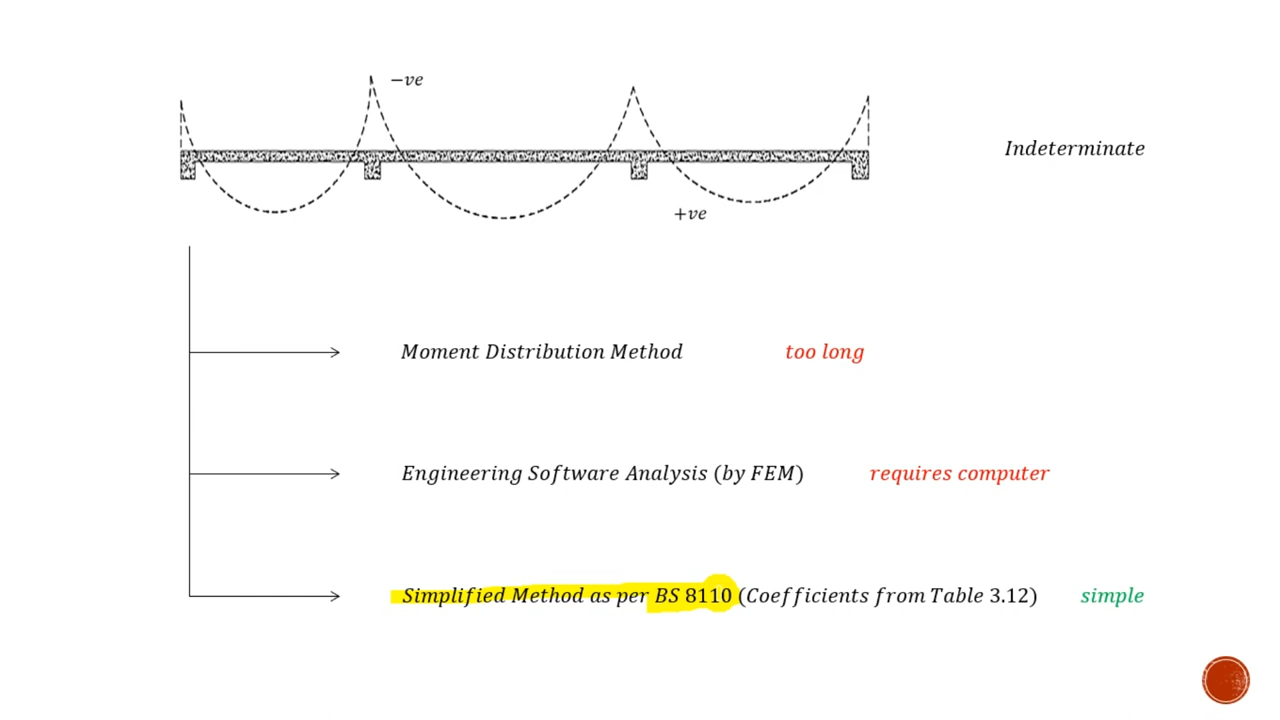 −ve
Indeterminate
+ve
Moment Distribution Method too long
Engineering Software Analysis (by FEM) requires computer
Simplified Method as per BS 8110 (Coefficients from Table 3.12) simple